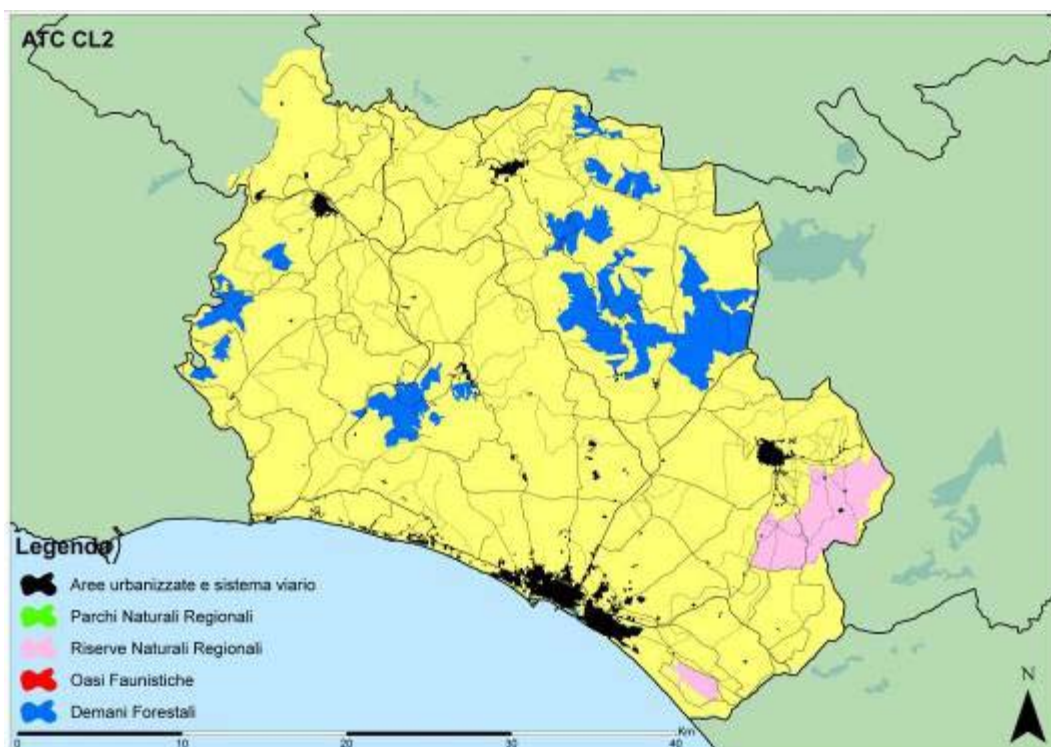 ATC CL2
Legenda
Aree urbanizzate e sistema viario
Parchi Naturali Regionali
Riserve Naturali Regionali
Oasi Faunistiche
Demani Forestali
N
Km
0 10 20 30 40